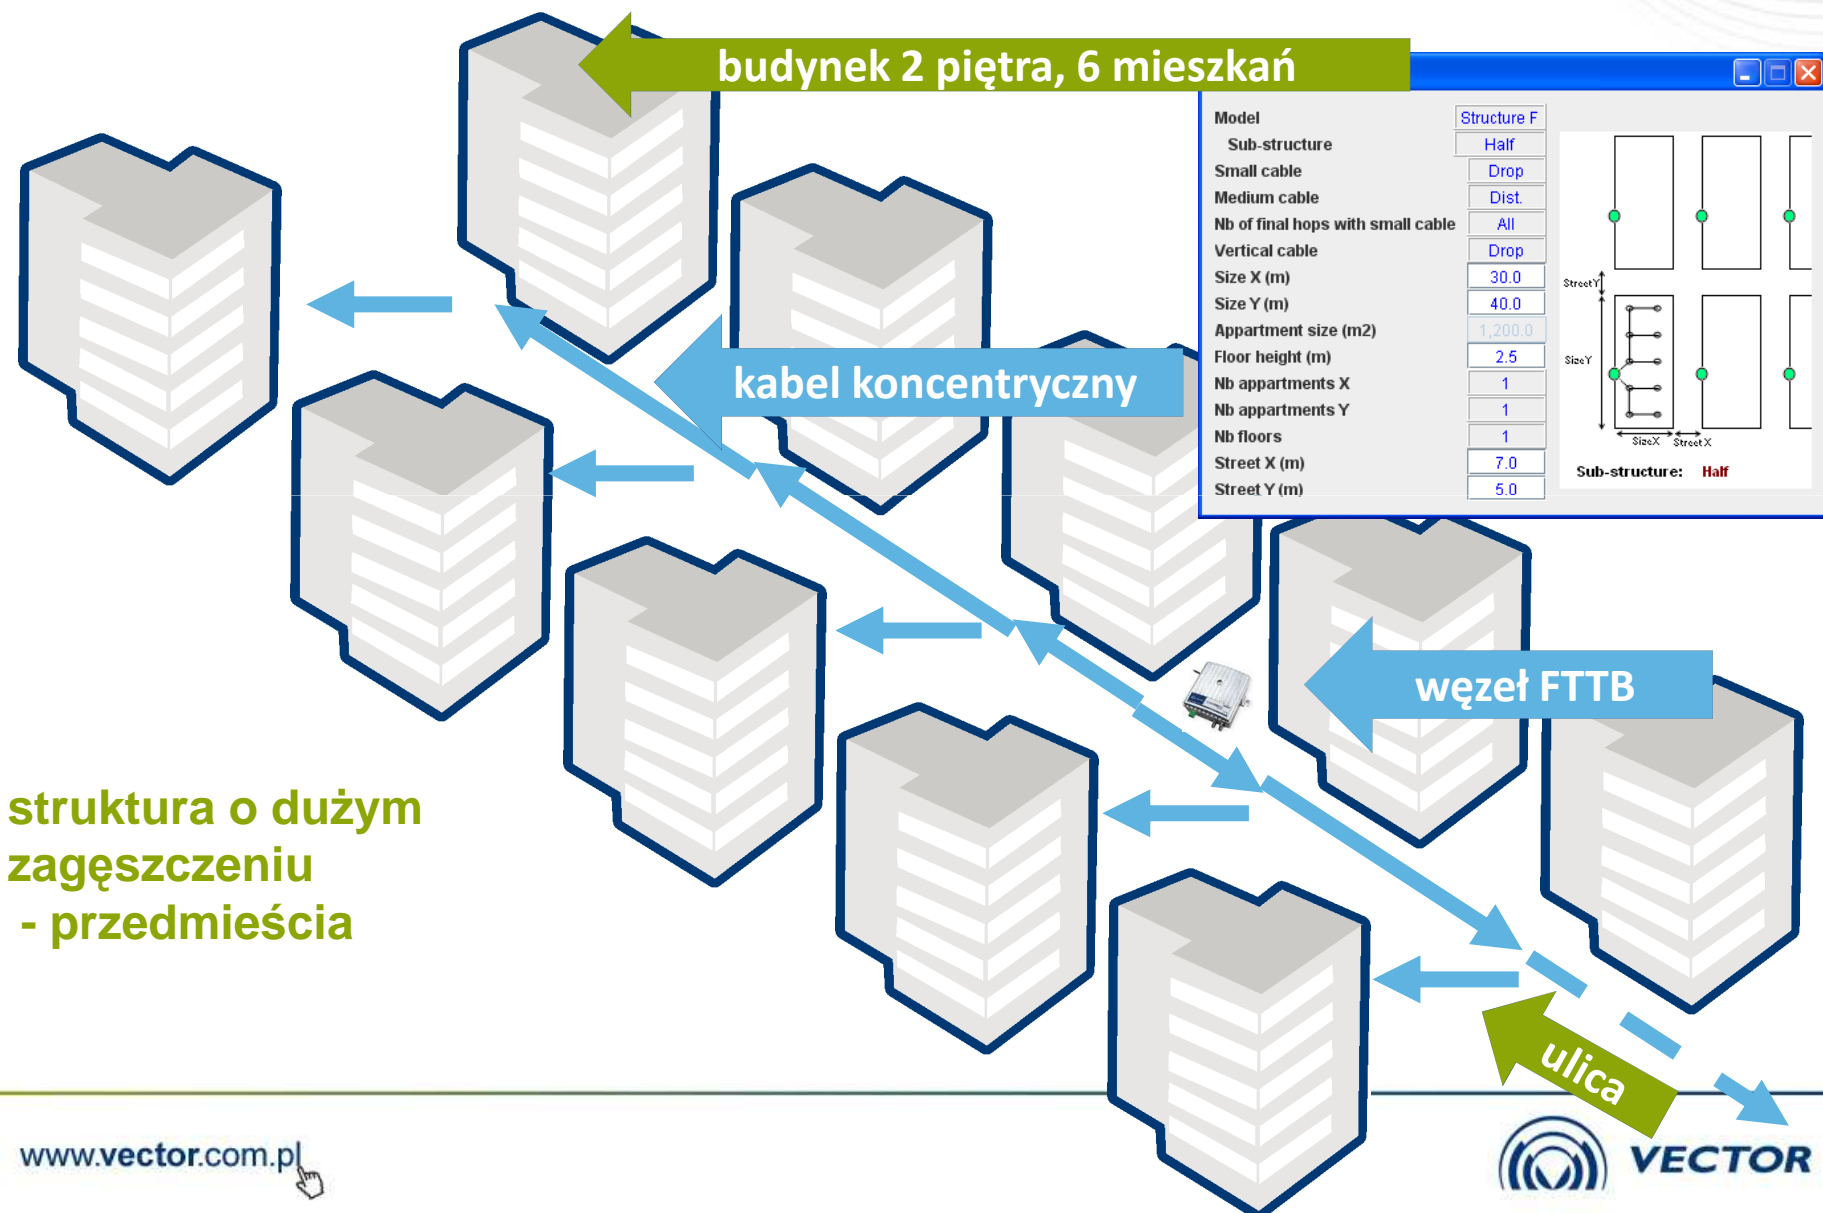 budynek 2 piętra, 6 mieszkań
Model Structure F
Sub-structure Half
Small cable Drop
Medium cable Dist.
Nb of final hops with small cable All
Vertical cable Drop
Size X (m) 30.0
Size Y (m) 40.0
Appartment size (m2) 1,200.0
Floor height (m) 2.5
Nb appartments X 1
Nb appartments Y 1
Nb floors 1
Street X (m) 7.0
Street Y (m) 5.0
StreetY
SizeY
SizeX StreetX
Sub-structure: Half
kabel koncentryczny
węzeł FTTB
struktura o dużym
zagęszczeniu
- przedmieścia
ulica
www.vector.com.pl
VECTOR